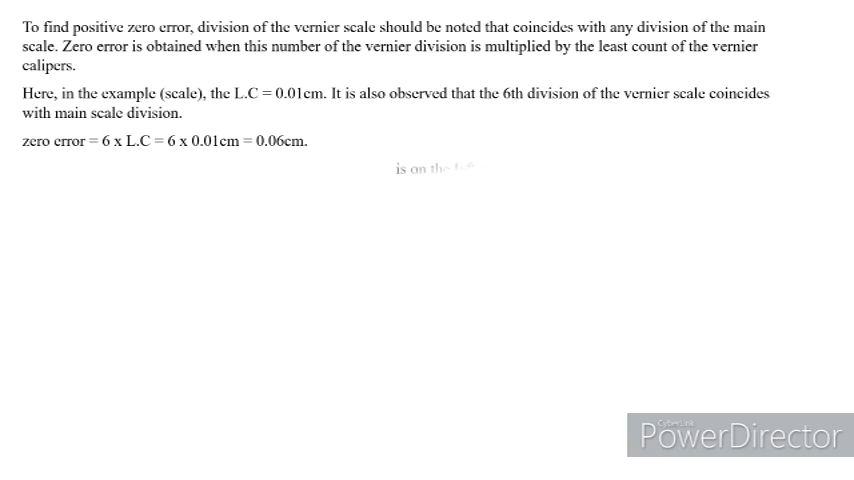 To find positive zero error, division of the vernier scale should be noted that coincides with any division of the main
scale. Zero error is obtained when this number of the vernier division is multiplied by the least count of the vernier
calipers.
Here, in the example (scale), the L.C = 0.01cm. It is also observed that the 6th division of the vernier scale coincides
with main scale division.
zero error = 6 x L.C = 6 x 0.01cm = 0.06cm.
is on the
CyberLink
PowerDirector